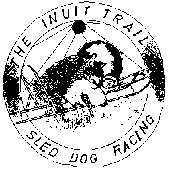 THE INUIT TRAIL
SLED DOG RACING